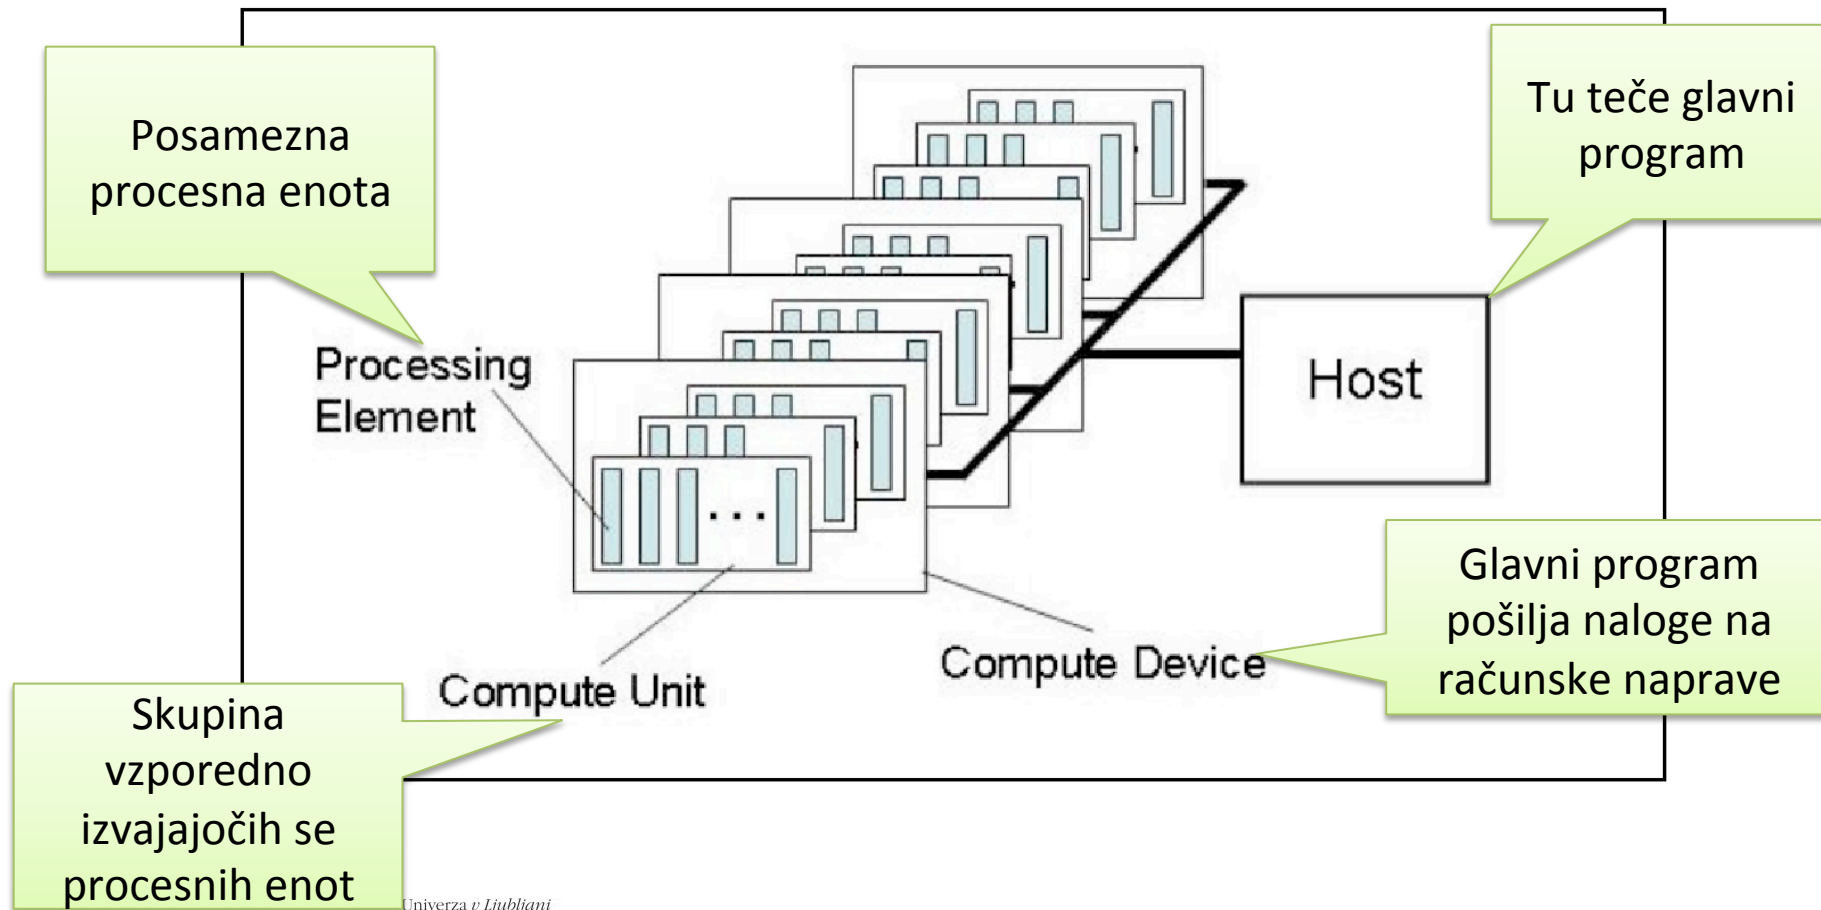 Posamezna
procesna enota
Tu teče glavni
program
Processing
Element
Host
Glavni program
pošilja naloge na
računske naprave
Compute Device
Compute Unit
Skupina
vzporedno
izvajajočih se
procesnih enot
Univerza v Ljubljani